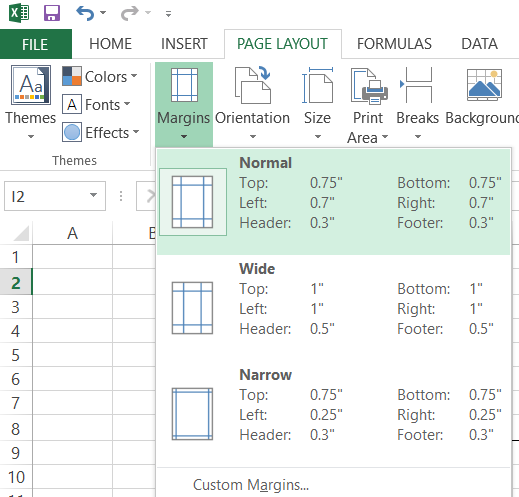 FILE HOME INSERT PAGE LAYOUT FORMULAS DATA
Aa Colors
A Fonts
Effects
Themes Margins Orientation Size Print Area Breaks Background
Themes
I2
Normal
Top: 0.75" Bottom: 0.75"
Left: 0.7" Right: 0.7"
Header: 0.3" Footer: 0.3"
Wide
Top: 1" Bottom: 1"
Left: 1" Right: 1"
Header: 0.5" Footer: 0.5"
Narrow
Top: 0.75" Bottom: 0.75"
Left: 0.25" Right: 0.25"
Header: 0.3" Footer: 0.3"
Custom Margins...
A
1
2
3
4
5
6
7
8
9
10